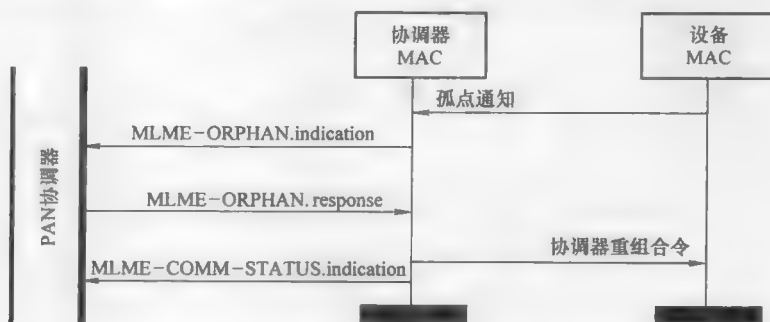 协调器
MAC
设备
MAC
孤点通知
MLME-ORPHAN.indication
PAN协调器
MLME-ORPHAN.response
协调器重组合令
MLME-COMM-STATUS.indication